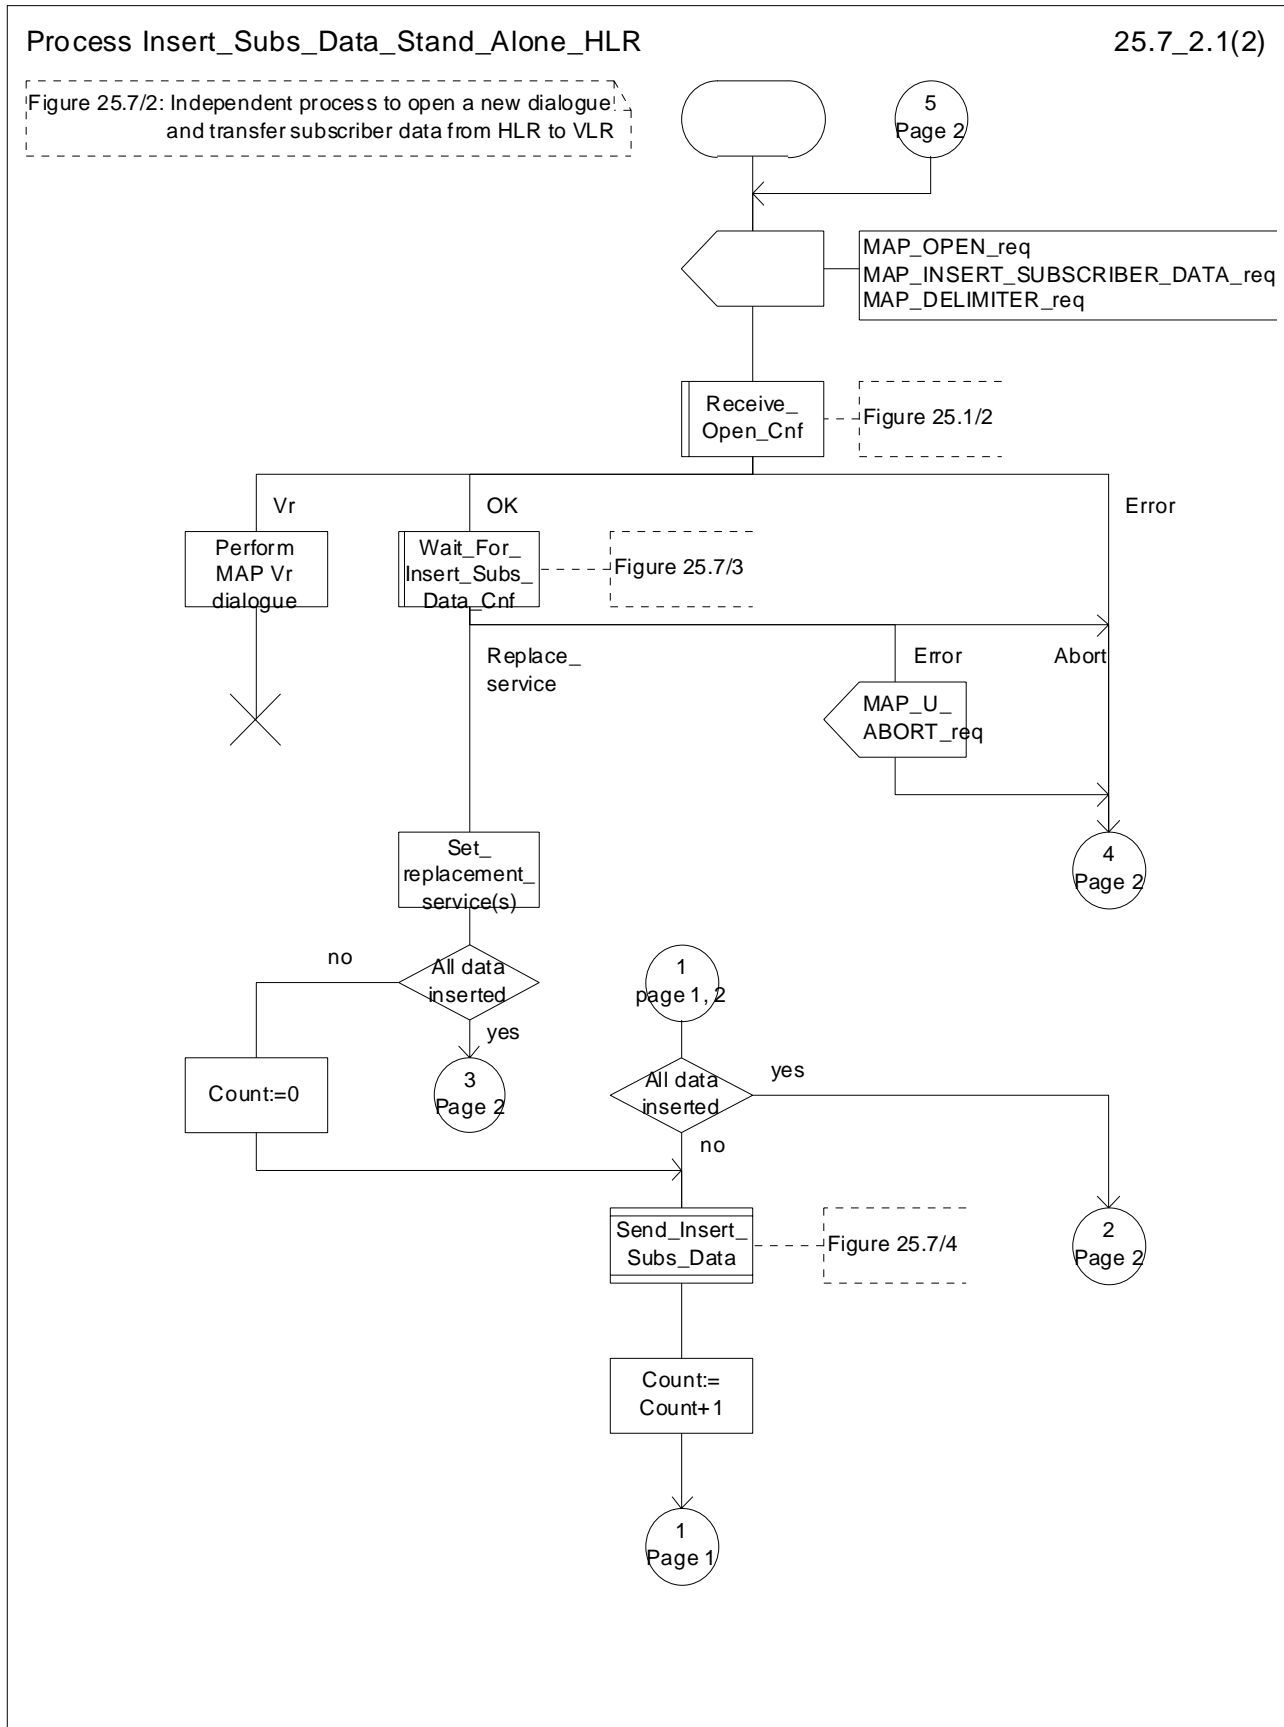 Process Insert_Subs_Data_Stand_Alone_HLR
25.7_2.1(2)
Figure 25.7/2: Independent process to open a new dialogue
and transfer subscriber data from HLR to VLR
5
Page 2
MAP_OPEN_req
MAP_INSERT_SUBSCRIBER_DATA_req
MAP_DELIMITER_req
Receive_
Open_Cnf
Figure 25.1/2
Vr
OK
Error
Perform
MAP Vr
dialogue
Wait_For_
Insert_Subs_
Data_Cnf
Figure 25.7/3
Replace_
service
Error
Abort
MAP_U_
ABORT_req
Set_
replacement_
service(s)
4
Page 2
no
All data
inserted
yes
1
page 1, 2
Count:=0
3
Page 2
All data
inserted
yes
no
Send_Insert_
Subs_Data
Figure 25.7/4
2
Page 2
Count:=
Count+1
1
Page 1